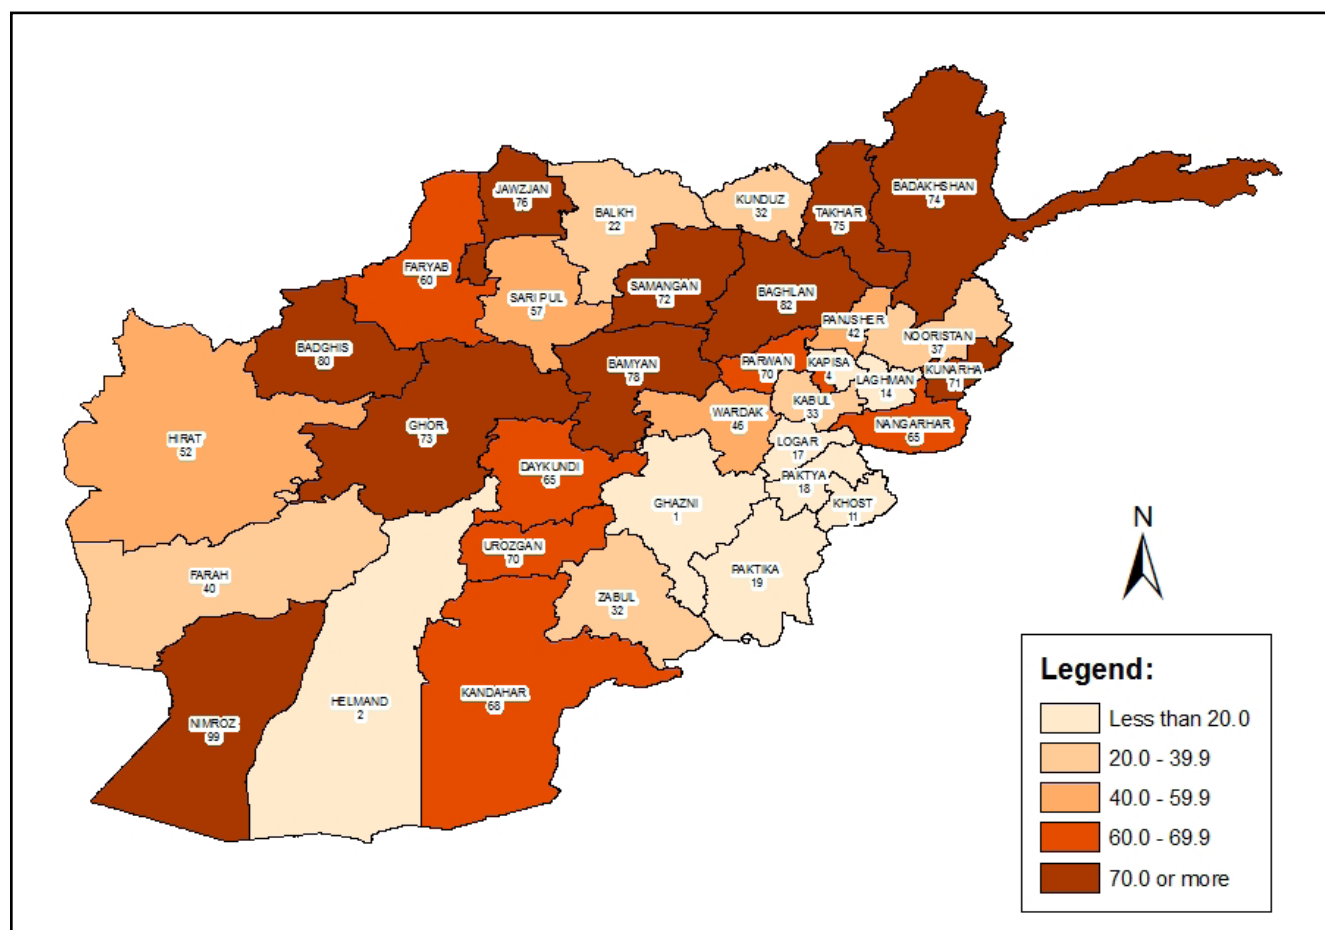 BADAKHSHAN
74
JAWZJAN
76
KUNDUZ
32
BALKH
22
TAKHAR
75
FARYAB
60
SAMANGAN
72
BAGHLAN
82
SARI PUL
57
PANJSHER
42
NOORISTAN
37
BADGHIS
80
BAMYAN
78
PARWAN
70
KAPISA
4
KUNARHA
71
LAGHMAN
14
KABUL
33
WARDAK
46
GHOR
73
NANGARHAR
65
HIRAT
52
LOGAR
17
DAYKUNDI
65
PAKTYA
18
GHAZNI
1
KHOST
11
UROZGAN
70
PAKTIKA
19
FARAH
40
ZABUL
32
KANDAHAR
68
HELMAND
2
NIMROZ
99
N
Legend:
Less than 20.0
20.0 - 39.9
40.0 - 59.9
60.0 - 69.9
70.0 or more